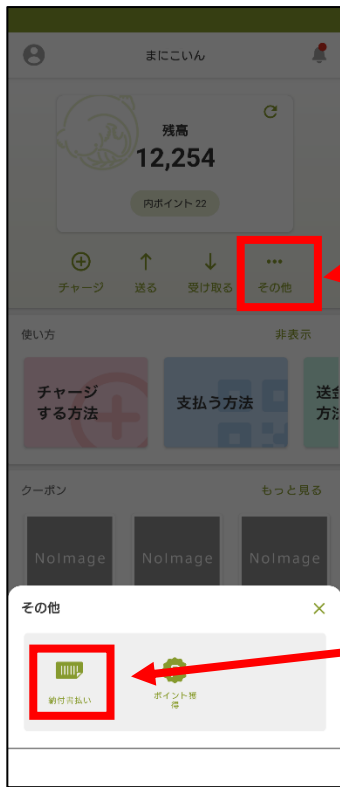 まにこいん
残高
12,254
内ポイント 22
チャージ 送る 受け取る その他
使い方 非表示
チャージ
する方法
支払う方法
送金
方法
クーポン もっと見る
NoImage NoImage NoImage
その他
納付書払い
ポイント獲
得